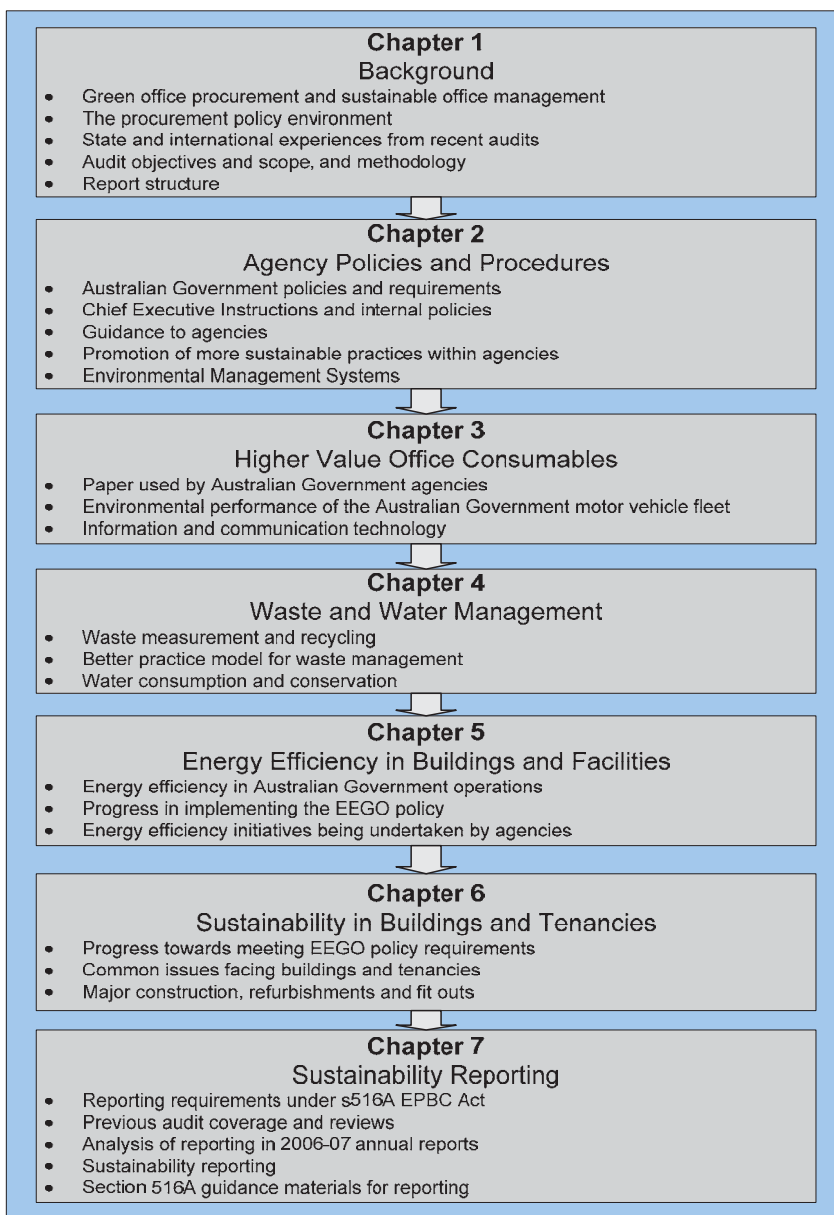 Chapter 1
Background
• Green office procurement and sustainable office management
• The procurement policy environment
• State and international experiences from recent audits
• Audit objectives and scope, and methodology
• Report structure
Chapter 2
Agency Policies and Procedures
• Australian Government policies and requirements
• Chief Executive Instructions and internal policies
• Guidance to agencies
• Promotion of more sustainable practices within agencies
• Environmental Management Systems
Chapter 3
Higher Value Office Consumables
• Paper used by Australian Government agencies
• Environmental performance of the Australian Government motor vehicle fleet
• Information and communication technology
Chapter 4
Waste and Water Management
• Waste measurement and recycling
• Better practice model for waste management
• Water consumption and conservation
Chapter 5
Energy Efficiency in Buildings and Facilities
• Energy efficiency in Australian Government operations
• Progress in implementing the EEGO policy
• Energy efficiency initiatives being undertaken by agencies
Chapter 6
Sustainability in Buildings and Tenancies
• Progress towards meeting EEGO policy requirements
• Common issues facing buildings and tenancies
• Major construction, refurbishments and fit outs
Chapter 7
Sustainability Reporting
• Reporting requirements under s516A EPBC Act
• Previous audit coverage and reviews
• Analysis of reporting in 2006-07 annual reports
• Sustainability reporting
• Section 516A guidance materials for reporting